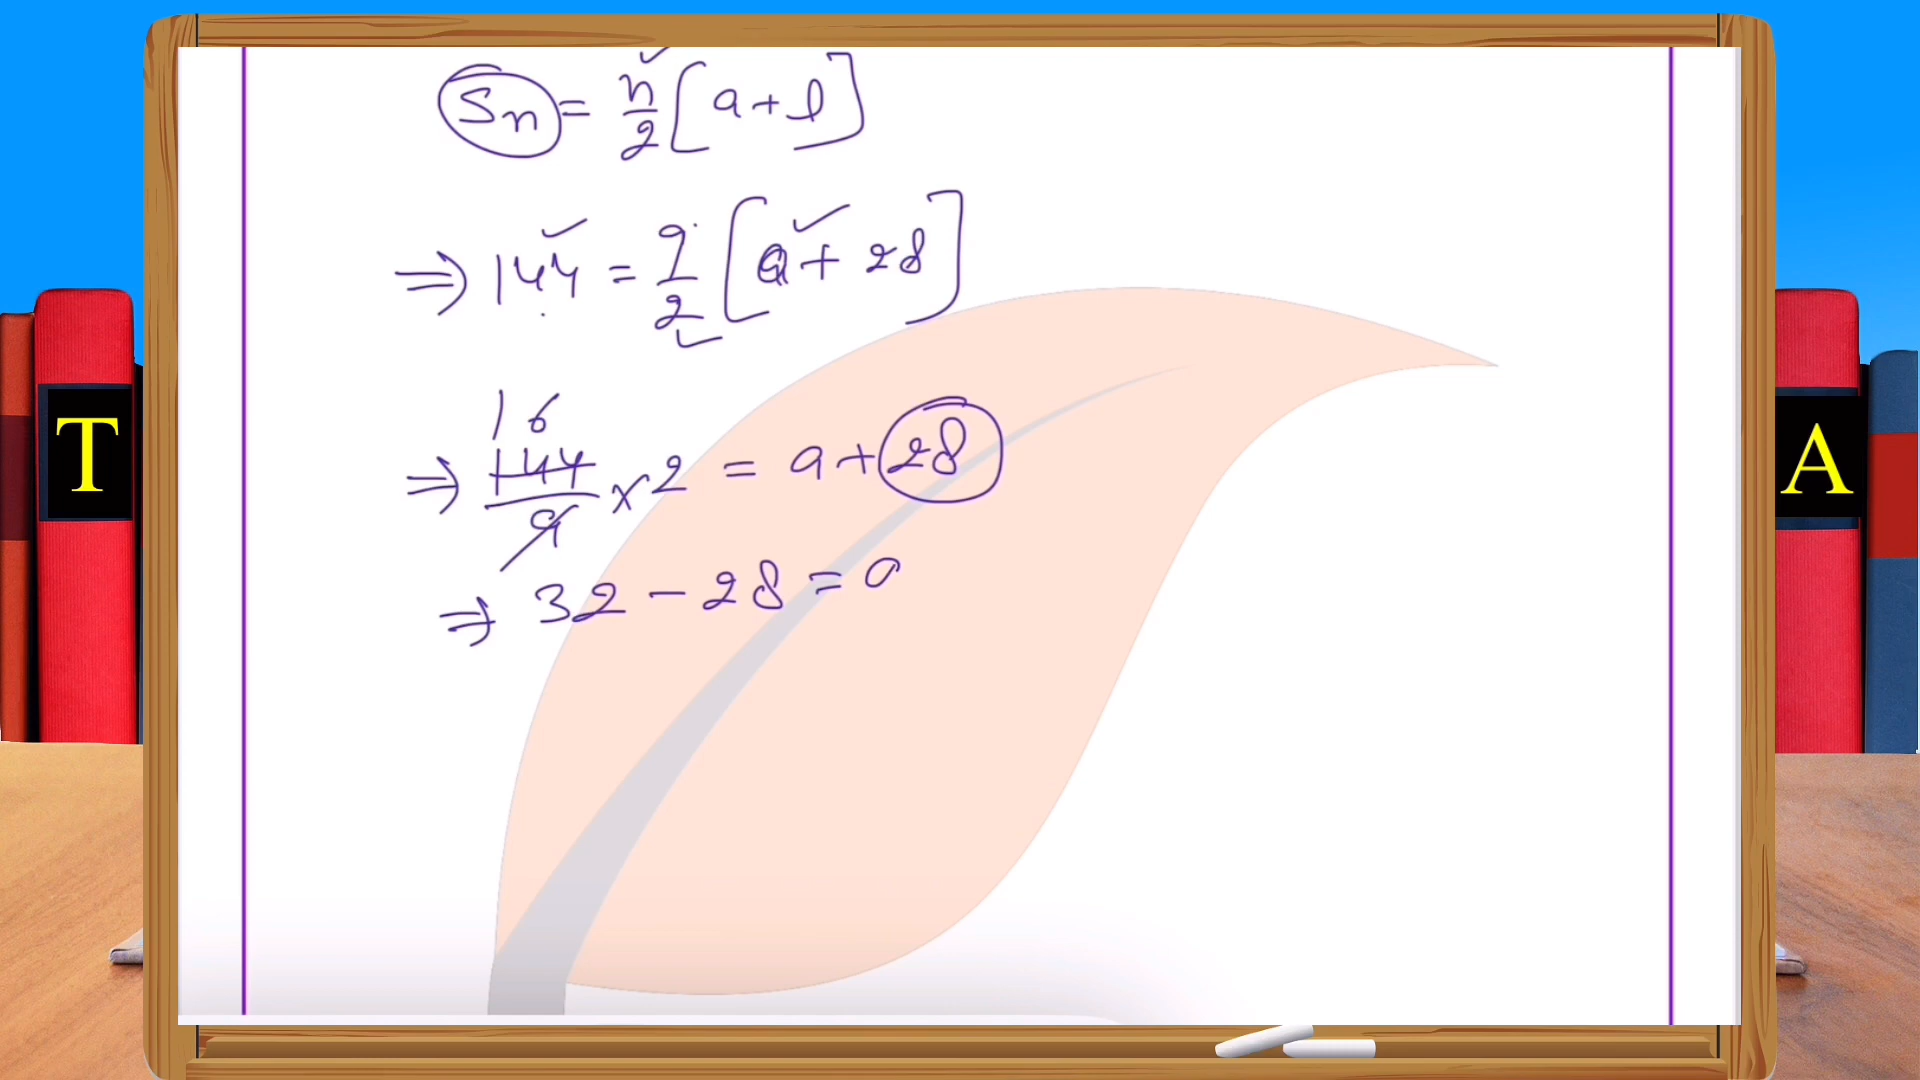 Sn = n/2 [a + l]
⇒ 144 = 9/2 [a + 28]
16
⇒ 144/9 × 2 = a + 28
⇒ 32 - 28 = a
T
A